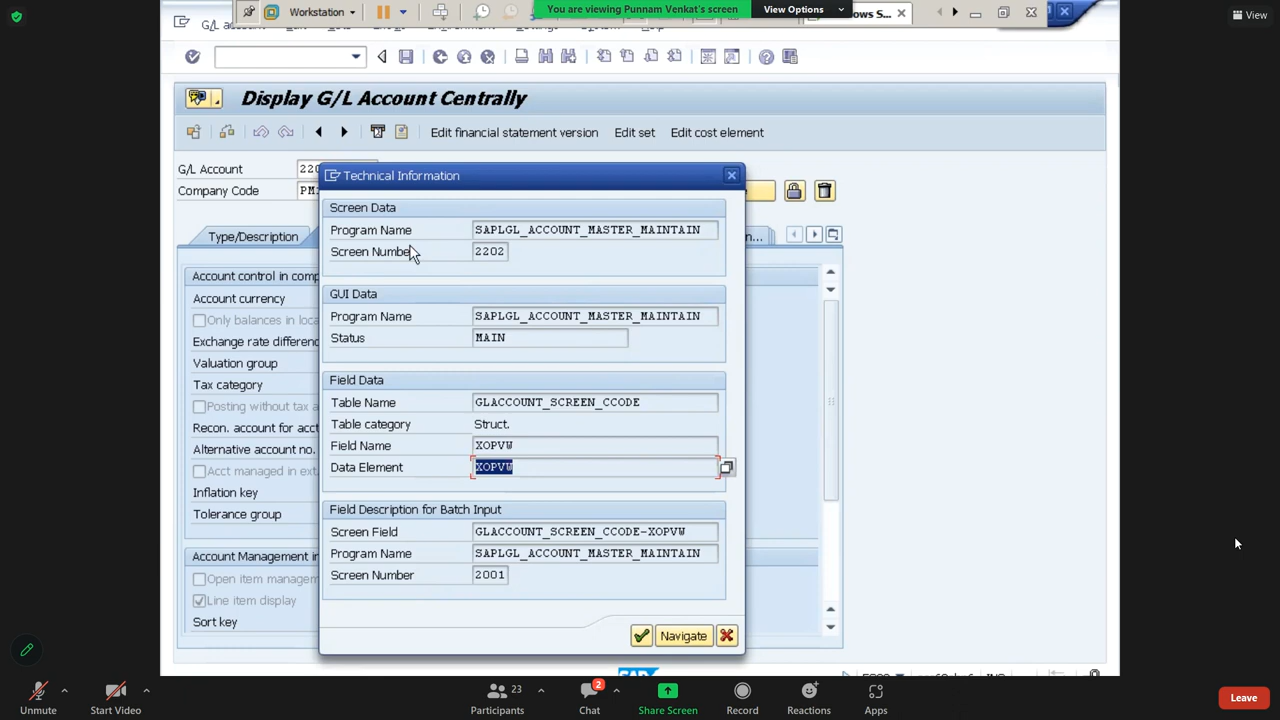 Workstation
You are viewing Punnam Venkat's screen
View Options
View
Display G/L Account Centrally
Edit financial statement version
Edit set
Edit cost element
G/L Account
Company Code
Type/Description
Account control in comp
Account currency
Only balances in loca
Exchange rate differenc
Valuation group
Tax category
Posting without tax a
Recon. account for acct
Alternative account no.
Acct managed in ext.
Inflation key
Tolerance group
Account Management in
Open item managem
Line item display
Sort key
Technical Information
Screen Data
Program Name SAPLGL_ACCOUNT_MASTER_MAINTAIN
Screen Number 2202
GUI Data
Program Name SAPLGL_ACCOUNT_MASTER_MAINTAIN
Status MAIN
Field Data
Table Name GLACCOUNT_SCREEN_CCODE
Table category Struct.
Field Name XOPVW
Data Element XOPVW
Field Description for Batch Input
Screen Field GLACCOUNT_SCREEN_CCODE-XOPVW
Program Name SAPLGL_ACCOUNT_MASTER_MAINTAIN
Screen Number 2001
Navigate
SAP
Unmute
Start Video
23
Participants
2
Chat
Share Screen
Record
Reactions
Apps
Leave